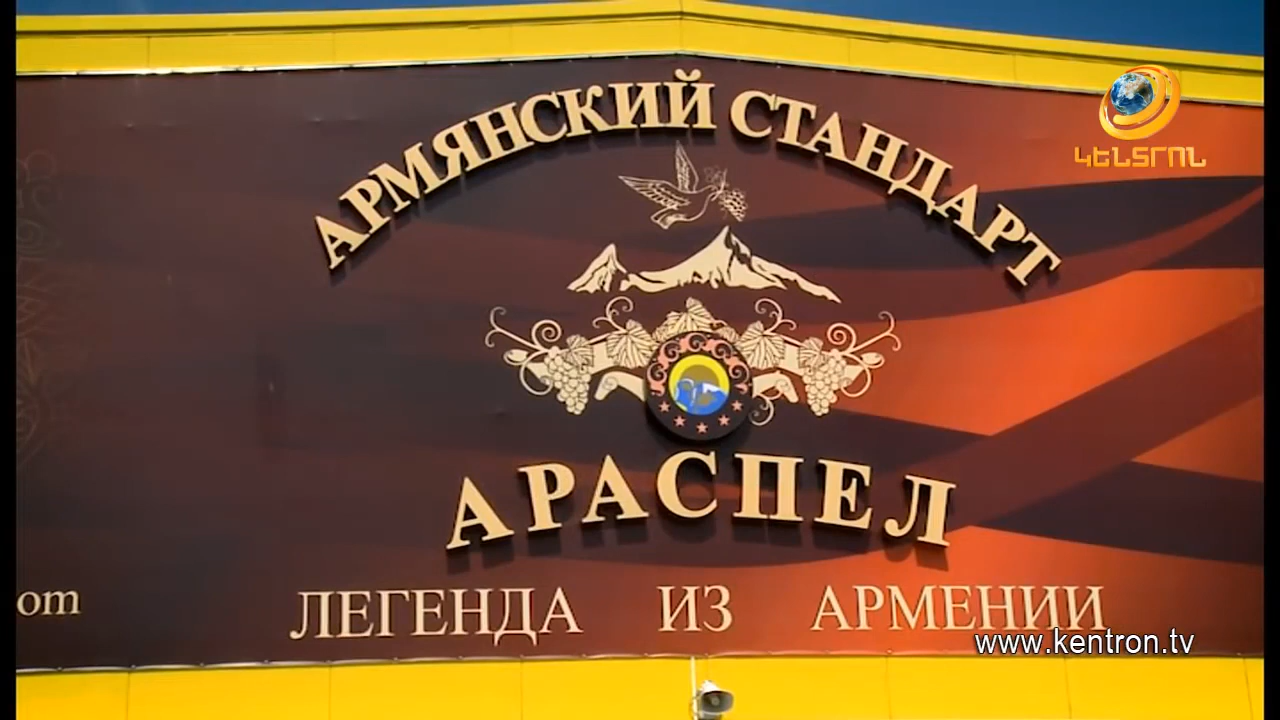 АРМЯНСКИЙ СТАНДАРТ
ԿԵՆՏՐՈՆ
АРАСПЕЛ
om
ЛЕГЕНДА ИЗ АРМЕНИИ
www.kentron.tv